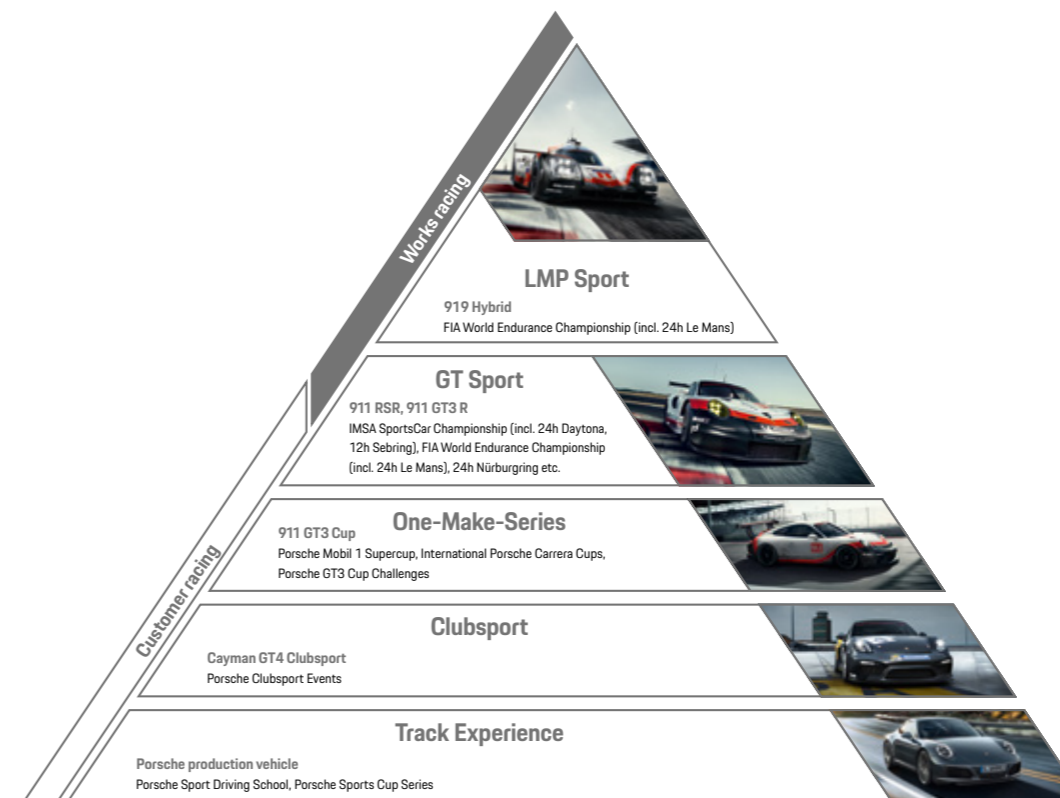 Works racing
LMP Sport
919 Hybrid
FIA World Endurance Championship (incl. 24h Le Mans)
GT Sport
911 RSR, 911 GT3 R
IMSA SportsCar Championship (incl. 24h Daytona,
12h Sebring), FIA World Endurance Championship
(incl. 24h Le Mans), 24h Nürburgring etc.
Customer racing
One-Make-Series
911 GT3 Cup
Porsche Mobil 1 Supercup, International Porsche Carrera Cups,
Porsche GT3 Cup Challenges
Clubsport
Cayman GT4 Clubsport
Porsche Clubsport Events
Track Experience
Porsche production vehicle
Porsche Sport Driving School, Porsche Sports Cup Series